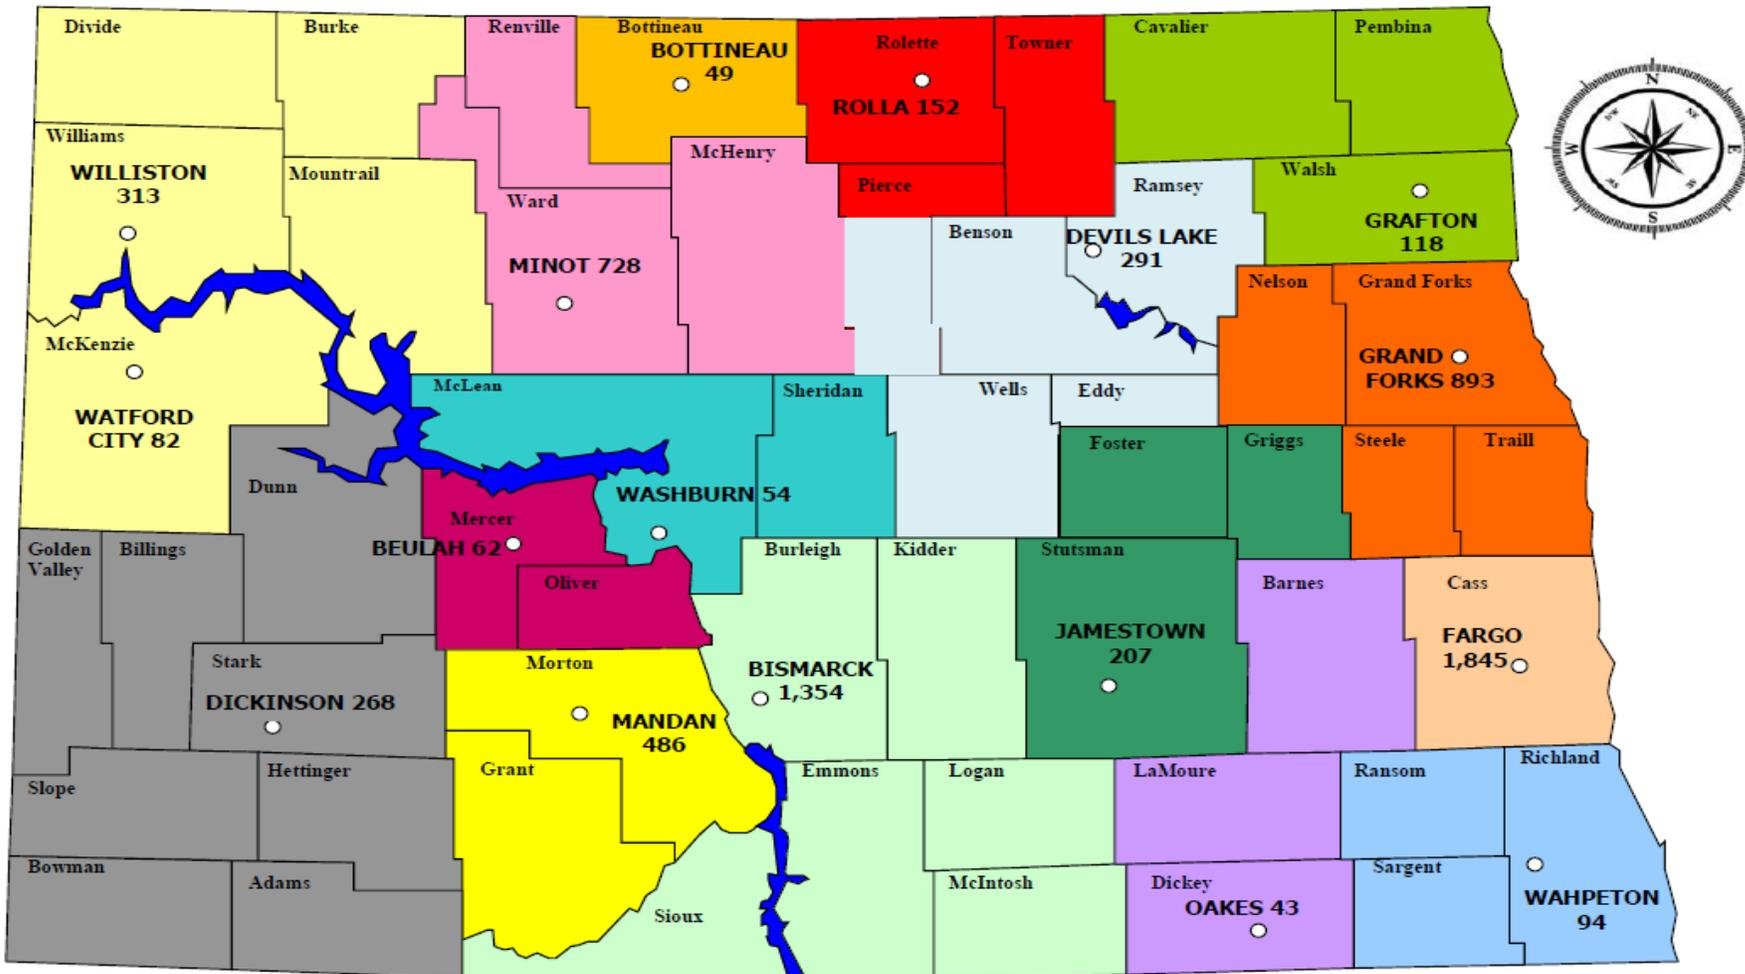 Divide
Burke
Renville
Bottineau
BOTTINEAU
49
Rolette
Towner
Cavalier
Pembina
ROLLA 152
N
NE
E
SE
S
SW
W
NW
Williams
WILLISTON
313
Mountrail
Ward
McHenry
Pierce
Ramsey
Walsh
GRAFTON
118
MINOT 728
Benson
DEVILS LAKE
291
Nelson
Grand Forks
GRAND
FORKS 893
McKenzie
WATFORD
CITY 82
McLean
Sheridan
Wells
Eddy
Foster
Griggs
Steele
Traill
Dunn
WASHBURN 54
Mercer
BEULAH 62
Oliver
Golden
Valley
Billings
Burleigh
Kidder
Stutsman
Barnes
Cass
JAMESTOWN
207
FARGO
1,845
Stark
DICKINSON 268
Morton
MANDAN
486
BISMARCK
1,354
Grant
Hettinger
Slope
Emmons
Logan
LaMoure
Ransom
Richland
Bowman
Adams
Sioux
McIntosh
Dickey
OAKES 43
Sargent
WAHPETON
94